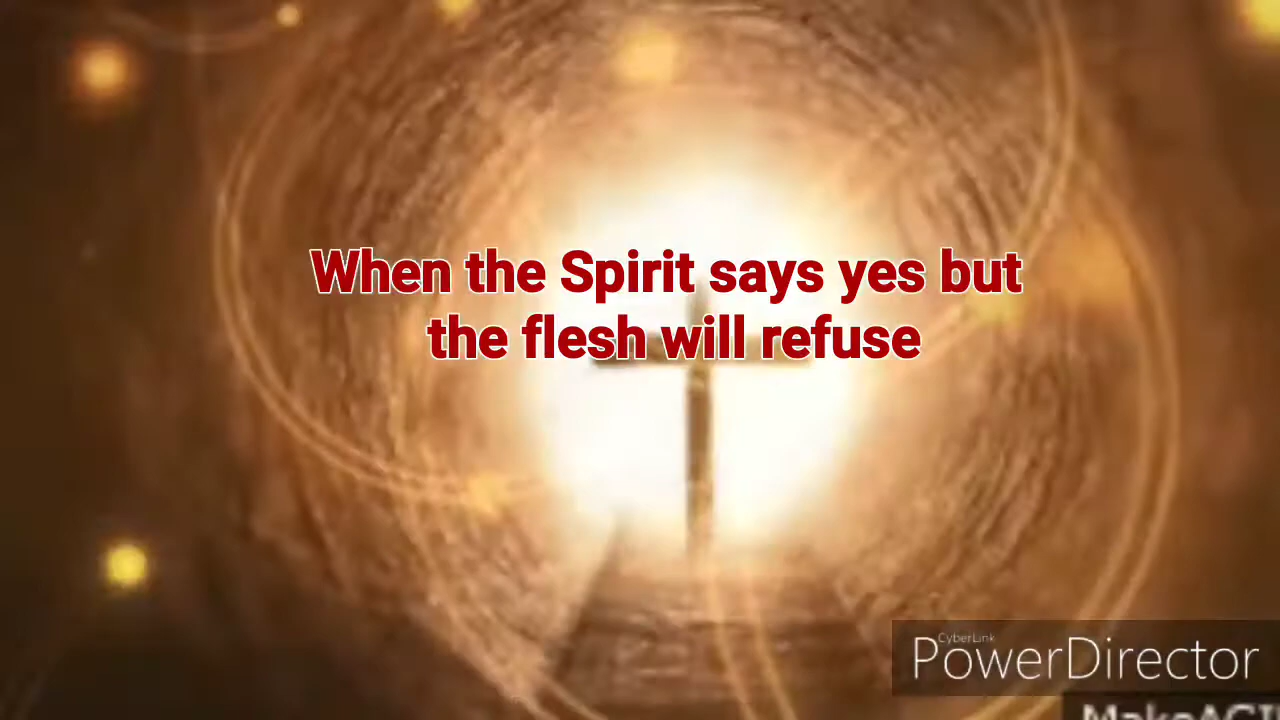 When the Spirit says yes but
the flesh will refuse
CyberLink
PowerDirector